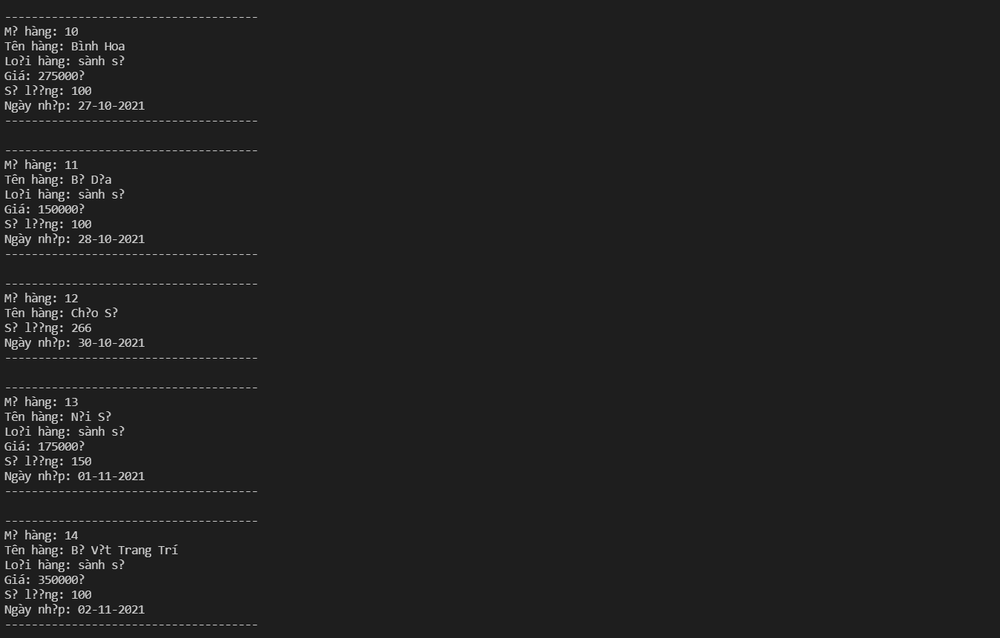 -------------------------------------- 
M? hàng: 10
Tên hàng: Bình Hoa
Lo?i hàng: sành s?
Giá: 275000?
S? l??ng: 100
Ngày nh?p: 27-10-2021
--------------------------------------
--------------------------------------
M? hàng: 11
Tên hàng: B? D?a
Lo?i hàng: sành s?
Giá: 150000?
S? l??ng: 100
Ngày nh?p: 28-10-2021
--------------------------------------
--------------------------------------
M? hàng: 12
Tên hàng: Ch?o S?
S? l??ng: 266
Ngày nh?p: 30-10-2021
--------------------------------------
--------------------------------------
M? hàng: 13
Tên hàng: N?i S?
Lo?i hàng: sành s?
Giá: 175000?
S? l??ng: 150
Ngày nh?p: 01-11-2021
--------------------------------------
--------------------------------------
M? hàng: 14
Tên hàng: B? V?t Trang Trí
Lo?i hàng: sành s?
Giá: 350000?
S? l??ng: 100
Ngày nh?p: 02-11-2021
--------------------------------------